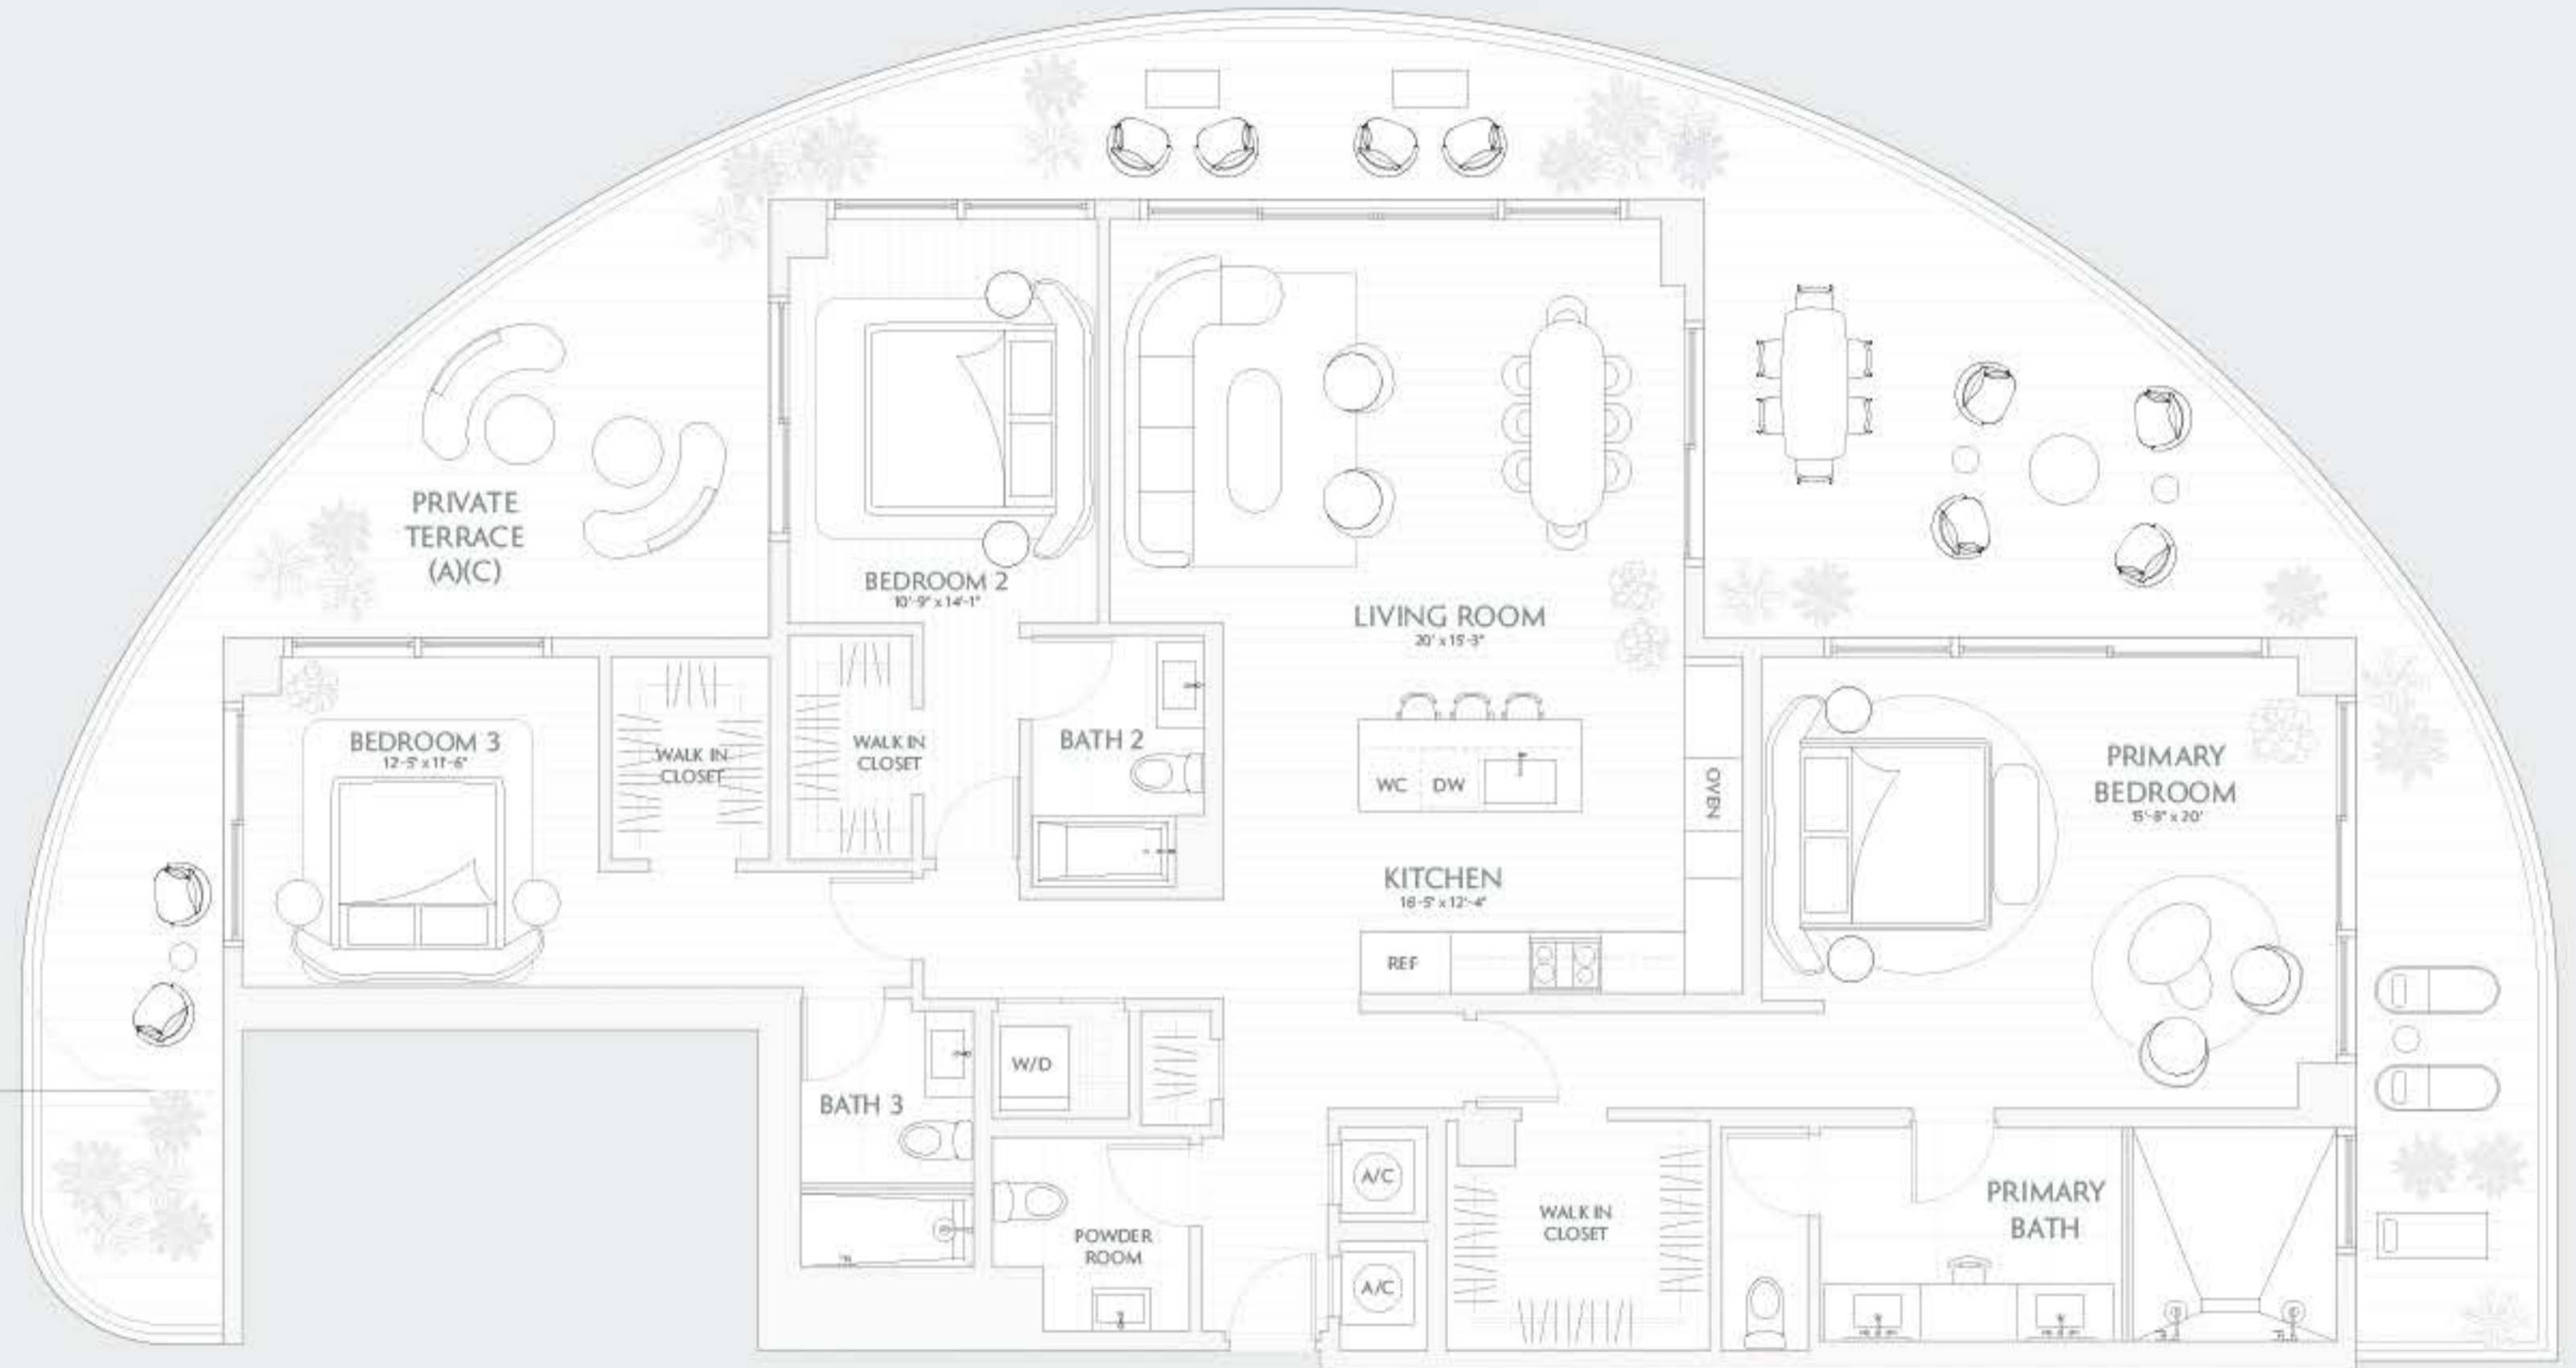 PRIVATE
TERRACE
(A)(C)
BEDROOM 2
10'-9" x 14'-1"
LIVING ROOM
20' x 15'-3"
BEDROOM 3
12'-5" x 11'-6"
WALK IN
CLOSET
WALK IN
CLOSET
BATH 2
WC
DW
OVEN
PRIMARY
BEDROOM
15'-8" x 20'
KITCHEN
16'-5" x 12'-4"
REF
W/D
BATH 3
POWDER
ROOM
A/C
A/C
WALK IN
CLOSET
PRIMARY
BATH